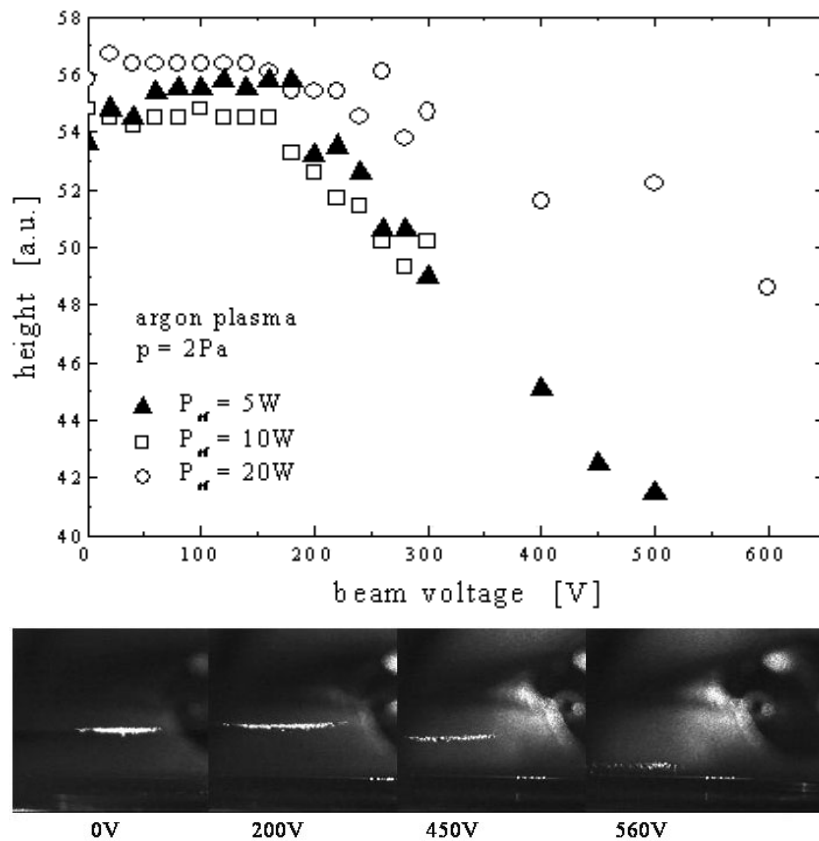 58
56
54
52
50
48
46
44
42
40
height [a.u.]
argon plasma
p = 2Pa
P_rf = 5W
P_rf = 10W
P_rf = 20W
0 100 200 300 400 500 600
beam voltage [V]
0V 200V 450V 560V